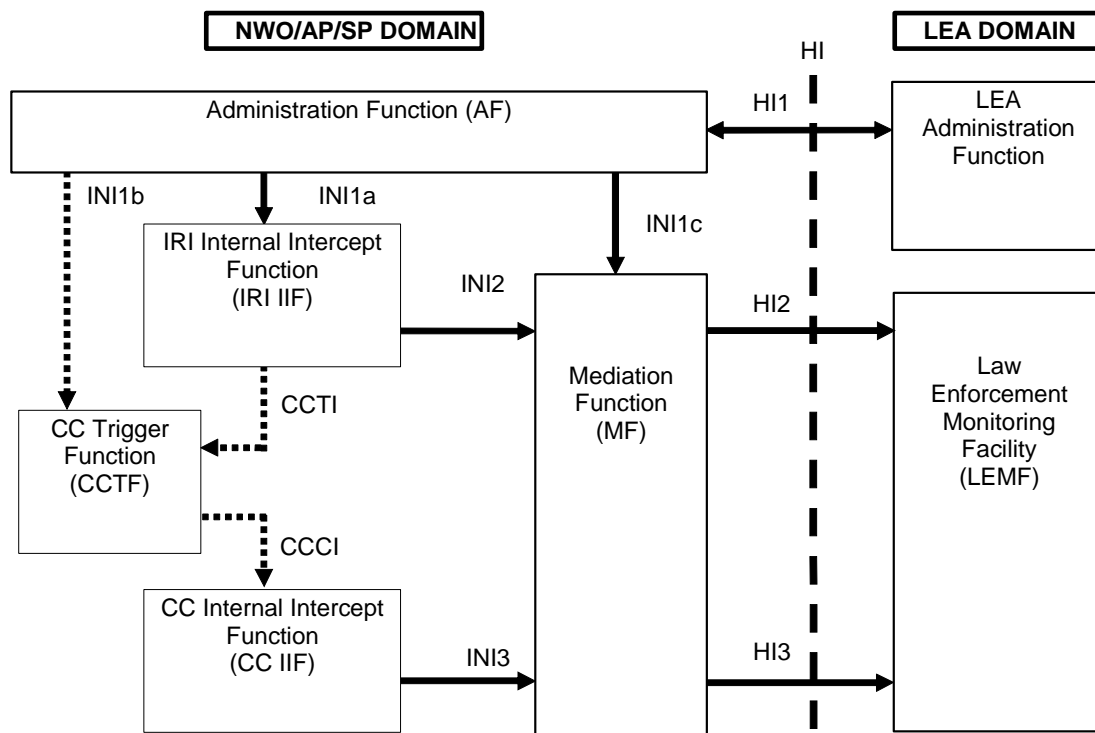 NWO/AP/SP DOMAIN
LEA DOMAIN
HI
Administration Function (AF)
HI1
LEA
Administration
Function
INI1b
INI1a
INI1c
IRI Internal Intercept
Function
(IRI IIF)
INI2
HI2
Mediation
Function
(MF)
Law
Enforcement
Monitoring
Facility
(LEMF)
CCTI
CC Trigger
Function
(CCTF)
CCCI
CC Internal Intercept
Function
(CC IIF)
INI3
HI3